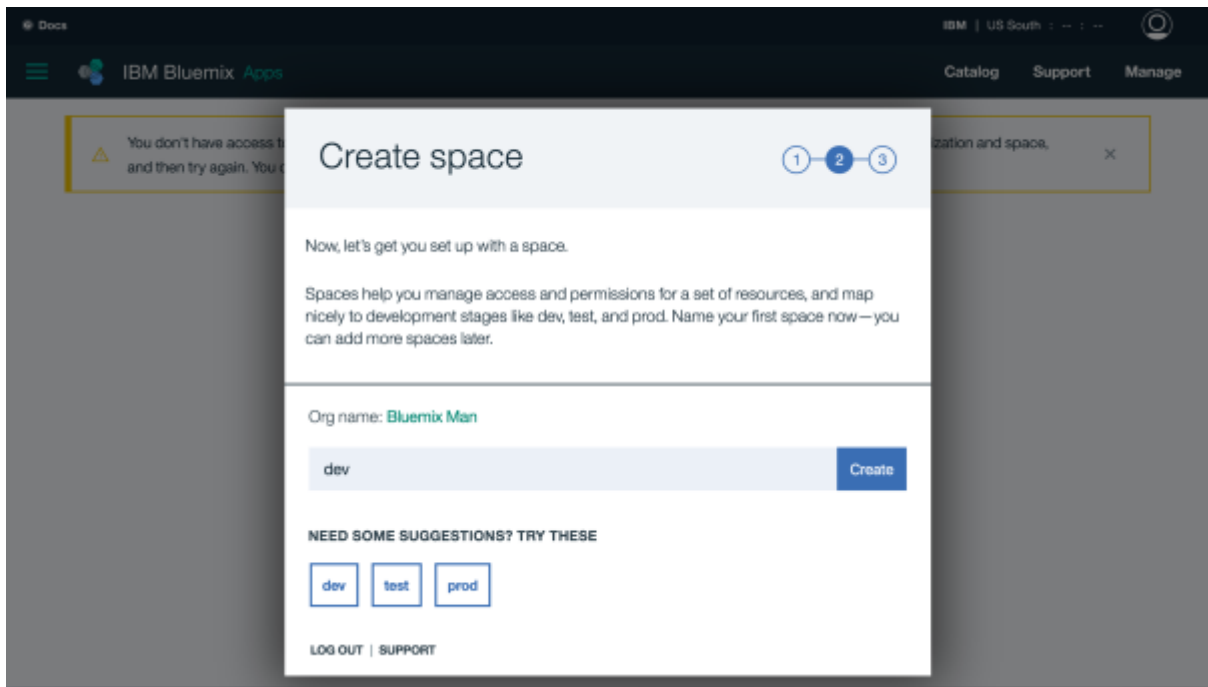 Docs
IBM | US South : -- : --
IBM Bluemix Apps
Catalog Support Manage
You don't have access
zation and space,
and then try again. You
Create space
1 2 3
Now, let's get you set up with a space.
Spaces help you manage access and permissions for a set of resources, and map
nicely to development stages like dev, test, and prod. Name your first space now—you
can add more spaces later.
Org name: Bluemix Man
dev
Create
NEED SOME SUGGESTIONS? TRY THESE
dev test prod
LOG OUT | SUPPORT